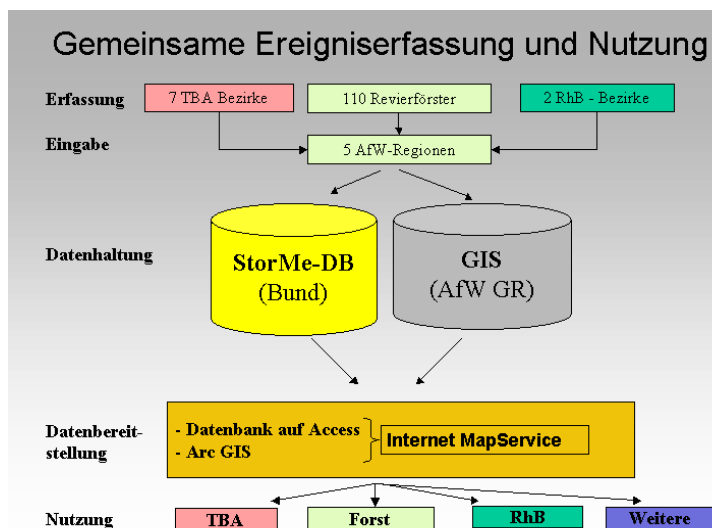 Gemeinsame Ereigniserfassung und Nutzung
Erfassung
7 TBA Bezirke
110 Revierförster
2 RhB - Bezirke
Eingabe
5 AfW-Regionen
Datenhaltung
StorMe-DB
(Bund)
GIS
(AfW GR)
Datenbereit-
stellung
- Datenbank auf Access
- Arc GIS
Internet MapService
Nutzung
TBA
Forst
RhB
Weitere